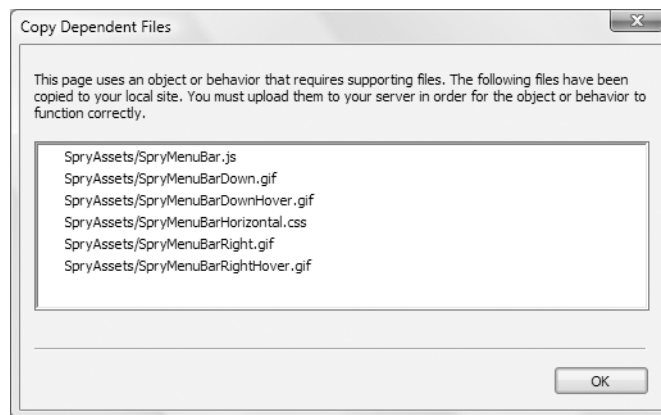 Copy Dependent Files
This page uses an object or behavior that requires supporting files. The following files have been
copied to your local site. You must upload them to your server in order for the object or behavior to
function correctly.
SpryAssets/SpryMenuBar.js
SpryAssets/SpryMenuBarDown.gif
SpryAssets/SpryMenuBarDownHover.gif
SpryAssets/SpryMenuBarHorizontal.css
SpryAssets/SpryMenuBarRight.gif
SpryAssets/SpryMenuBarRightHover.gif
OK